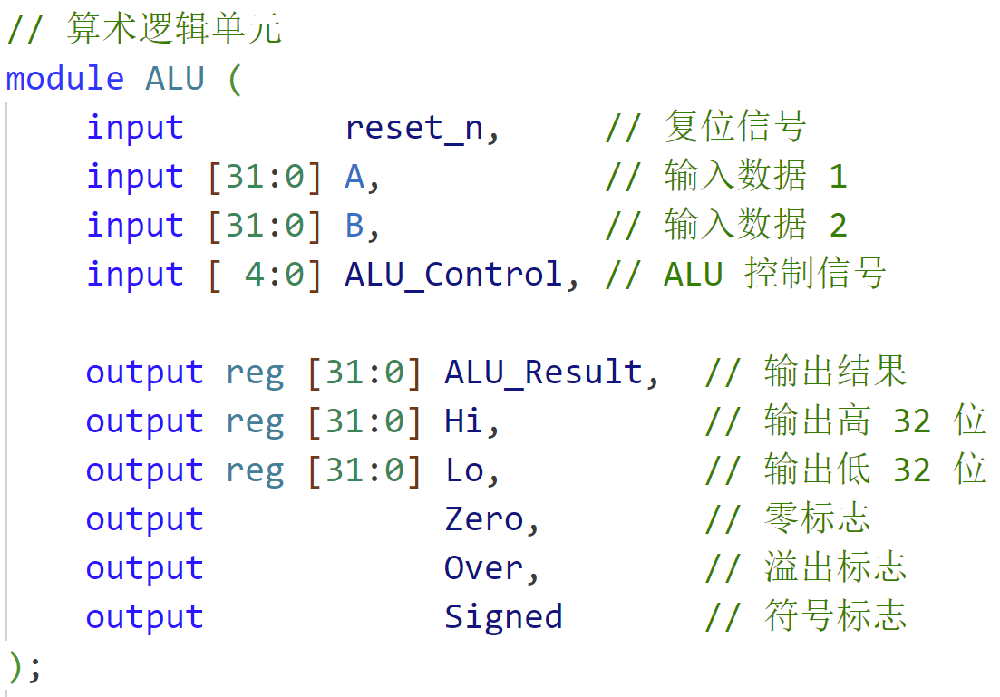 // 算术逻辑单元
module ALU (
    input        reset_n,     // 复位信号
    input [31:0] A,           // 输入数据 1
    input [31:0] B,           // 输入数据 2
    input [ 4:0] ALU_Control, // ALU 控制信号

    output reg [31:0] ALU_Result,  // 输出结果
    output reg [31:0] Hi,          // 输出高 32 位
    output reg [31:0] Lo,          // 输出低 32 位
    output            Zero,        // 零标志
    output            Over,        // 溢出标志
    output            Signed       // 符号标志
);